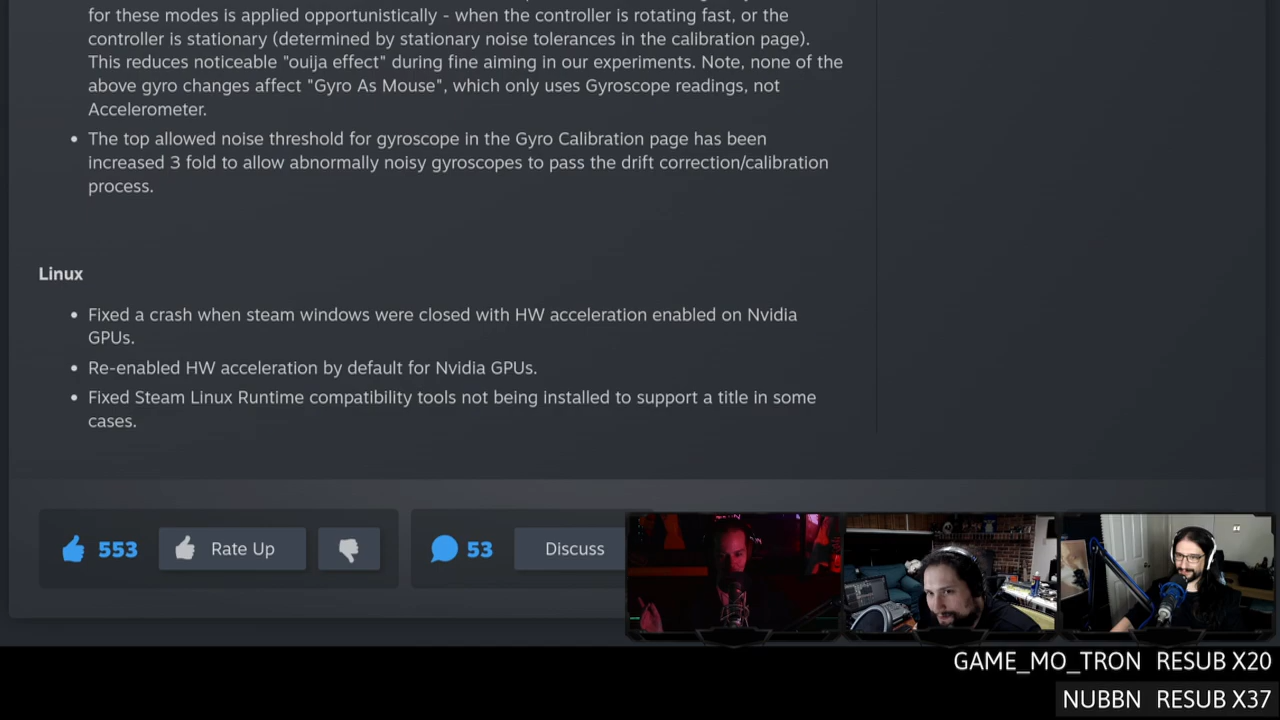 for these modes is applied opportunistically - when the controller is rotating fast, or the
controller is stationary (determined by stationary noise tolerances in the calibration page).
This reduces noticeable "ouija effect" during fine aiming in our experiments. Note, none of the
above gyro changes affect "Gyro As Mouse", which only uses Gyroscope readings, not
Accelerometer.
• The top allowed noise threshold for gyroscope in the Gyro Calibration page has been
increased 3 fold to allow abnormally noisy gyroscopes to pass the drift correction/calibration
process.
Linux
• Fixed a crash when steam windows were closed with HW acceleration enabled on Nvidia
GPUs.
• Re-enabled HW acceleration by default for Nvidia GPUs.
• Fixed Steam Linux Runtime compatibility tools not being installed to support a title in some
cases.
553 Rate Up 53 Discuss
GAME_MO_TRON RESUB X20
NUBBN RESUB X37